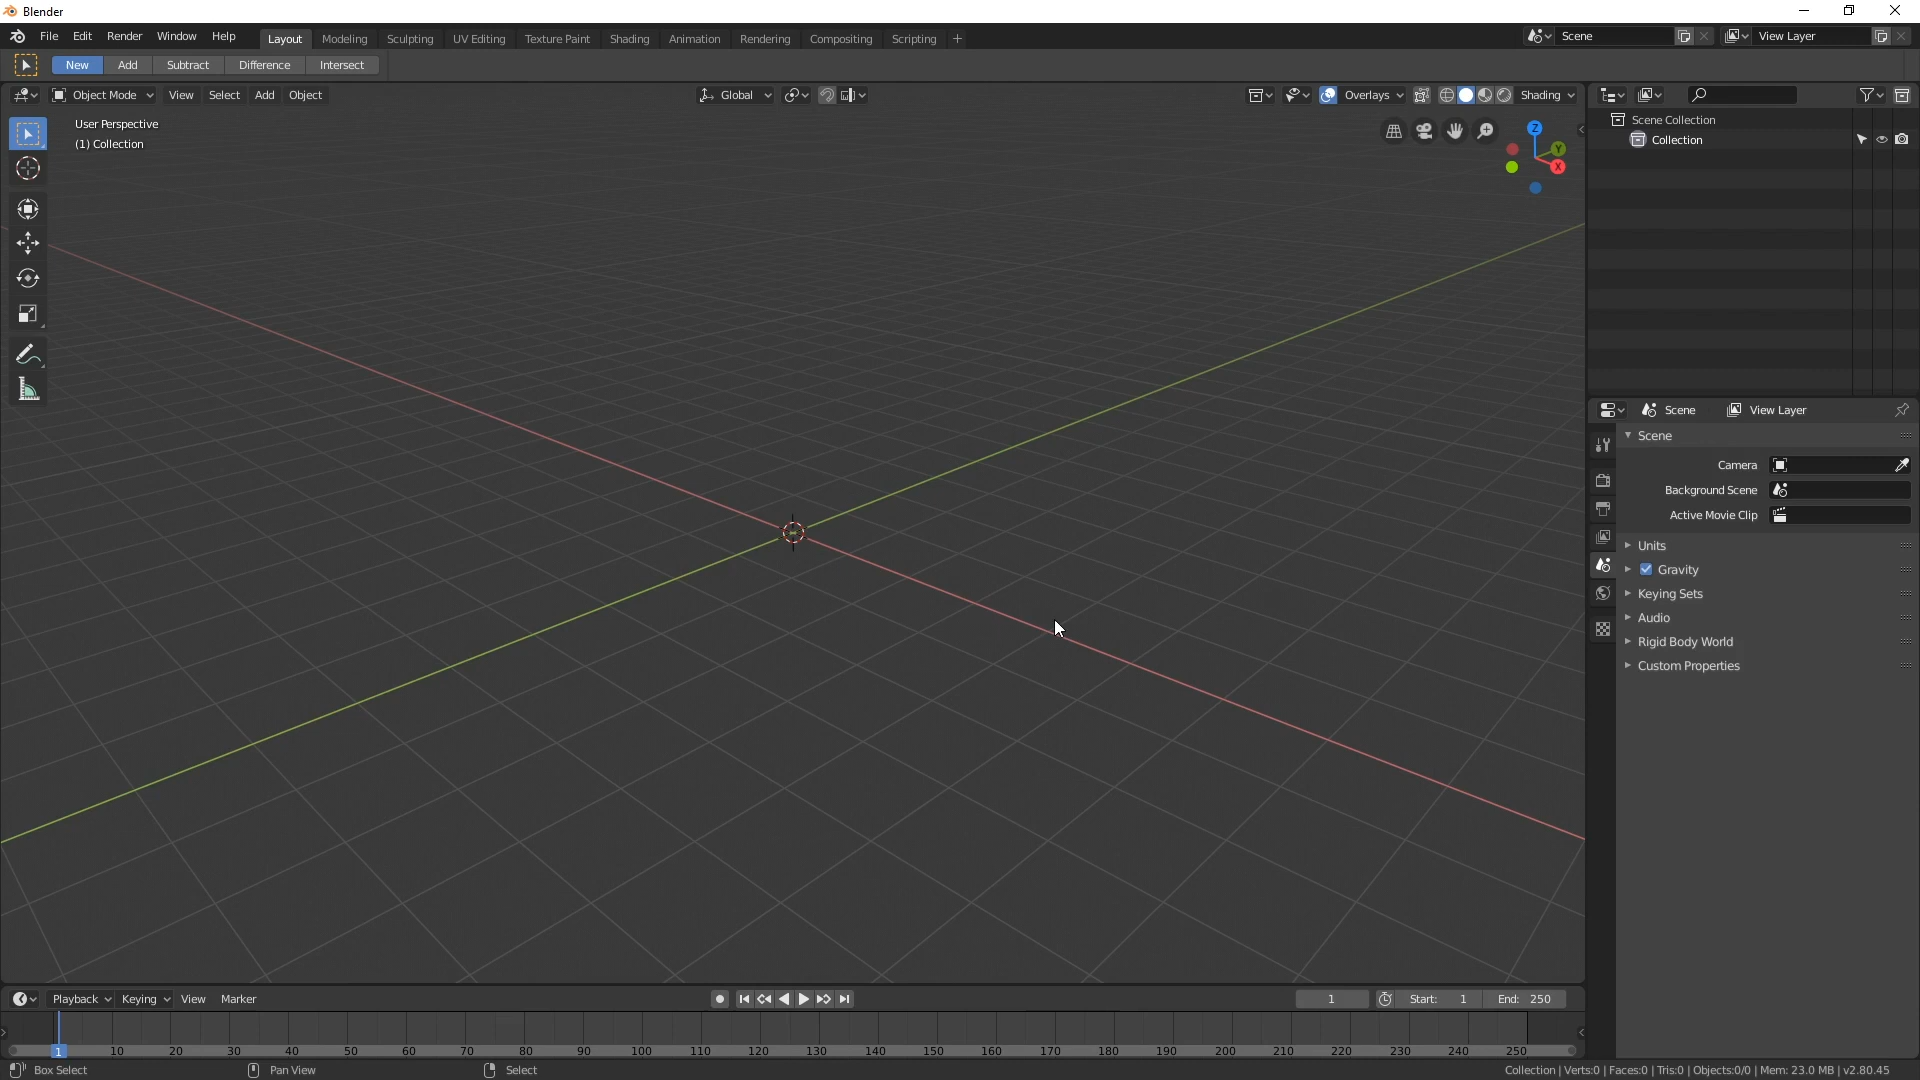 Blender
File Edit Render Window Help Layout Modeling Sculpting UV Editing Texture Paint Shading Animation Rendering Compositing Scripting + Scene View Layer
New Add Subtract Difference Intersect
Object Mode View Select Add Object Global Overlays Shading
User Perspective
(1) Collection
Z
Y
X
Scene Collection
Collection
Scene View Layer
Scene
Camera
Background Scene
Active Movie Clip
Units
Gravity
Keying Sets
Audio
Rigid Body World
Custom Properties
Playback Keying View Marker 1 Start: 1 End: 250
1 10 20 30 40 50 60 70 80 90 100 110 120 130 140 150 160 170 180 190 200 210 220 230 240 250
Box Select Pan View Select Collection | Verts:0 | Faces:0 | Tris:0 | Objects:0/0 | Mem: 23.0 MB | v2.80.45